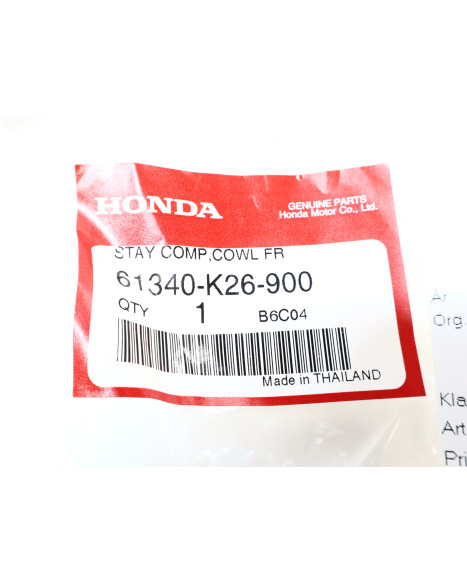 HONDA
GENUINE PARTS
Honda Motor Co., Ltd.
STAY COMP,COWL FR
61340-K26-900
QTY 1 B6C04
Made in THAILAND
Ar
Org.
Kla
Art
Pri